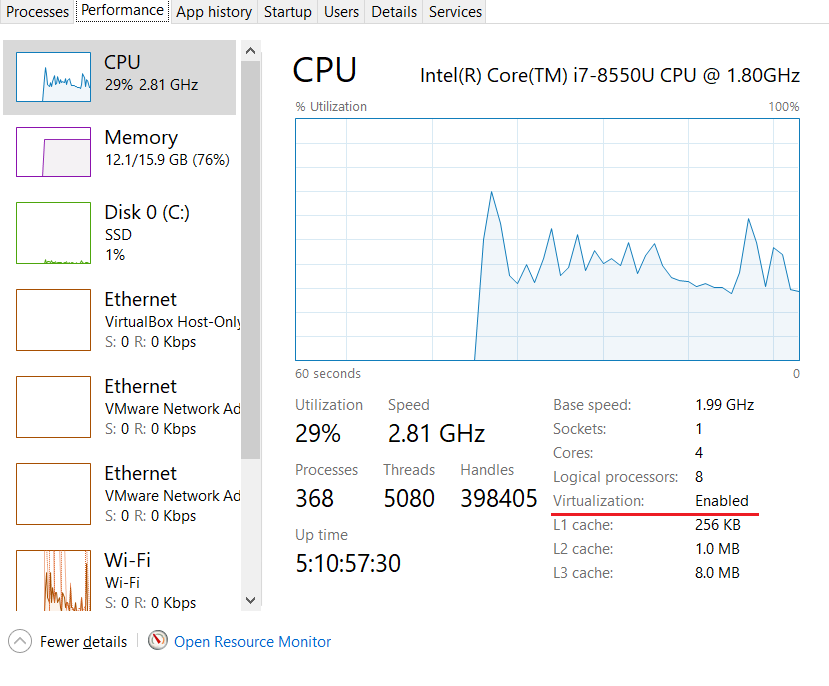 Processes Performance App history Startup Users Details Services
CPU
29% 2.81 GHz
Memory
12.1/15.9 GB (76%)
Disk 0 (C:)
SSD
1%
Ethernet
VirtualBox Host-Only
S: 0 R: 0 Kbps
Ethernet
VMware Network Ad
S: 0 R: 0 Kbps
Ethernet
VMware Network Ad
S: 0 R: 0 Kbps
Wi-Fi
Wi-Fi
S: 0 R: 0 Kbps
CPU Intel(R) Core(TM) i7-8550U CPU @ 1.80GHz
% Utilization 100%
60 seconds 0
Utilization Speed
29% 2.81 GHz
Processes Threads Handles
368 5080 398405
Up time
5:10:57:30
Base speed: 1.99 GHz
Sockets: 1
Cores: 4
Logical processors: 8
Virtualization: Enabled
L1 cache: 256 KB
L2 cache: 1.0 MB
L3 cache: 8.0 MB
Fewer details Open Resource Monitor